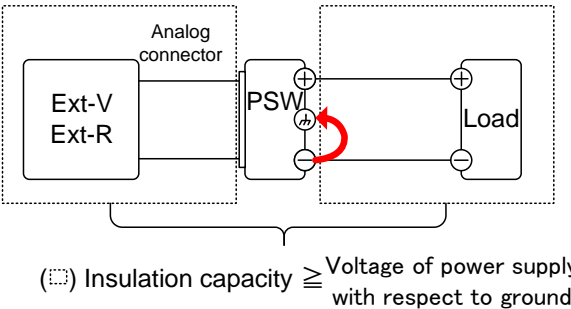 Analog
connector
Ext-V
Ext-R
PSW
Load
(⬚) Insulation capacity ≧ Voltage of power supply
with respect to ground